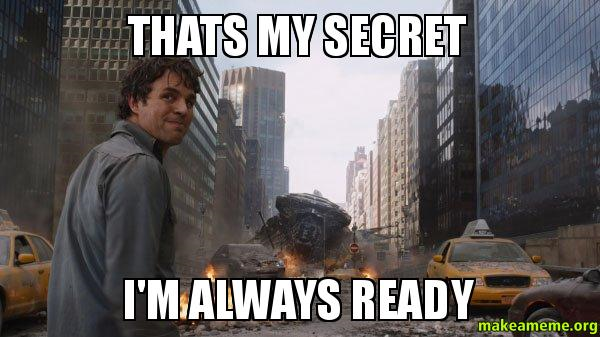 THATS MY SECRET
I'M ALWAYS READY
makeameme.org